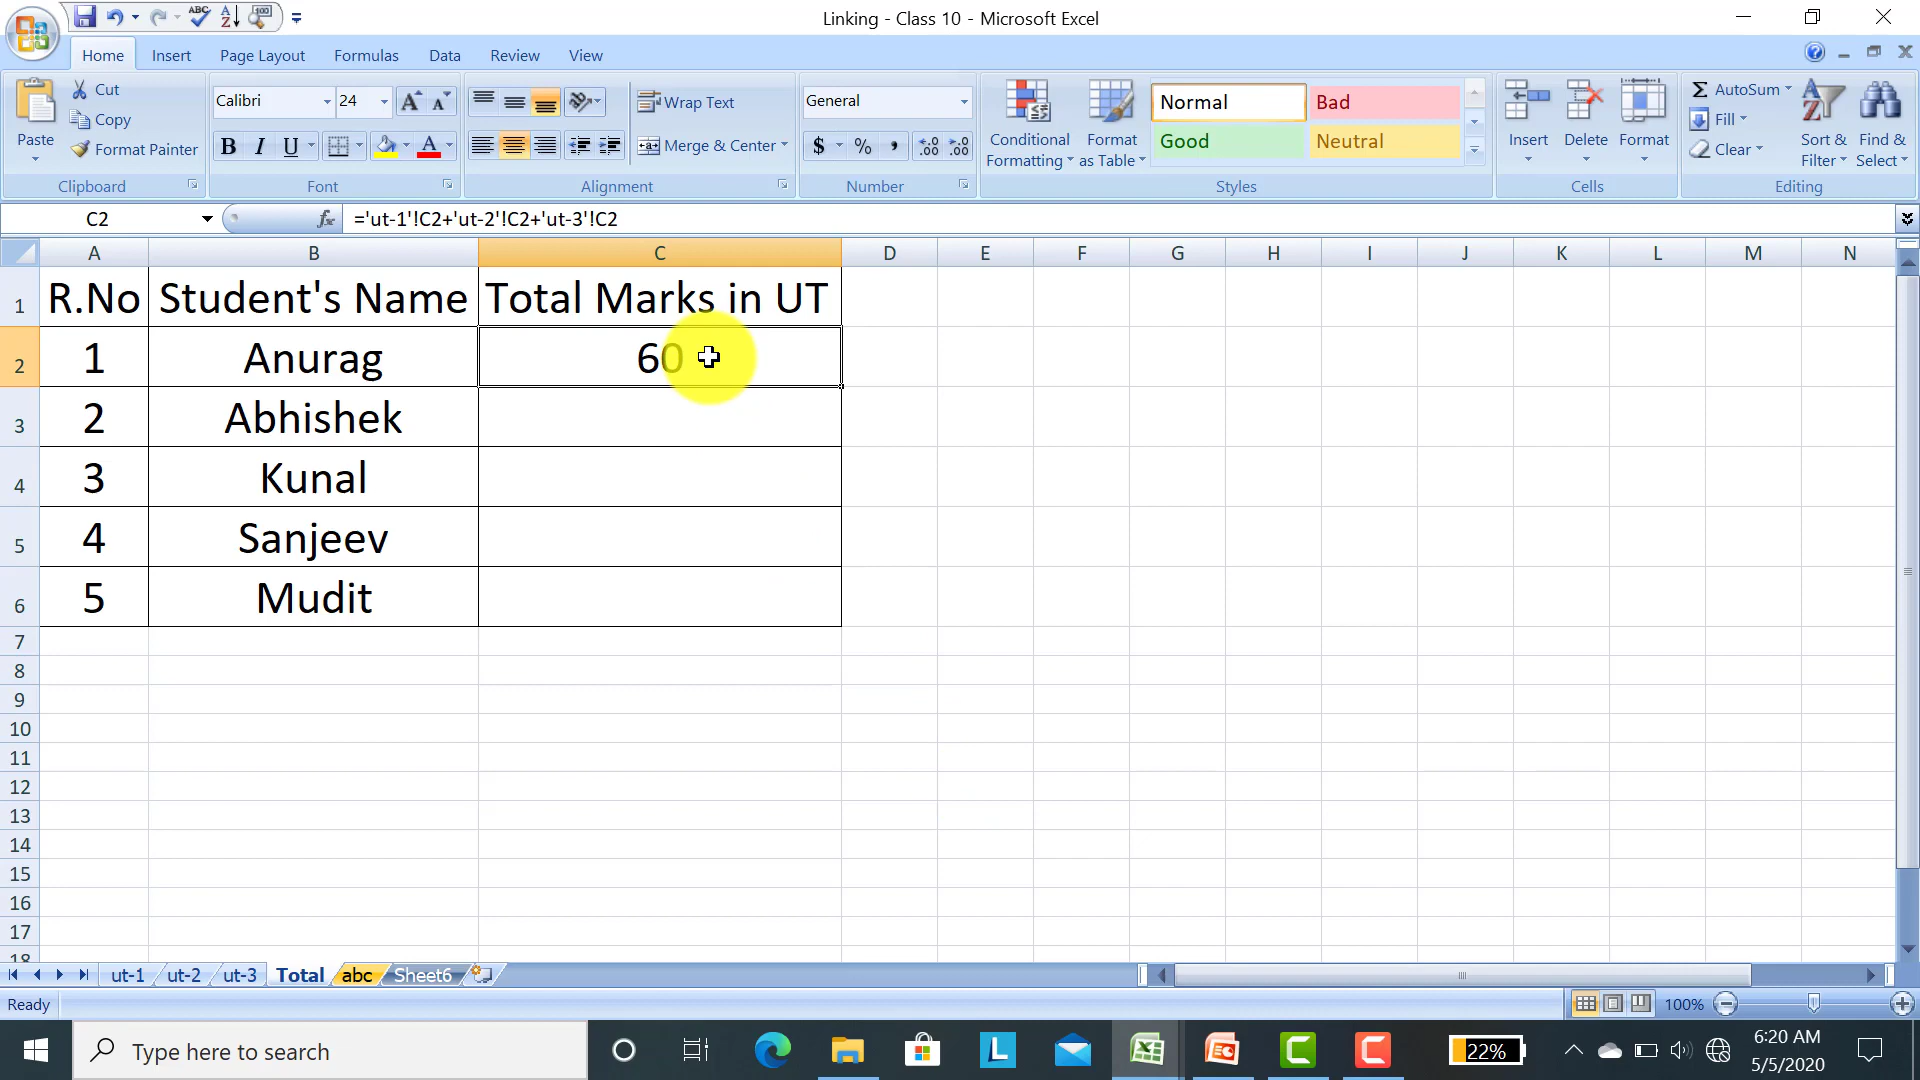 Linking - Class 10 - Microsoft Excel
Home Insert Page Layout Formulas Data Review View
Paste
Cut
Copy
Format Painter
Clipboard
Calibri 24
B I U
Font
Wrap Text
Merge & Center
Alignment
General
$ % ,
Number
Conditional Formatting
Format as Table
Normal Bad
Good Neutral
Styles
Insert Delete Format
Cells
AutoSum
Fill
Clear
Sort & Filter
Find & Select
Editing
C2 fx ='ut-1'!C2+'ut-2'!C2+'ut-3'!C2
A B C D E F G H I J K L M N
1 R.No Student's Name Total Marks in UT
2 1 Anurag 60
3 2 Abhishek
4 3 Kunal
5 4 Sanjeev
6 5 Mudit
7
8
9
10
11
12
13
14
15
16
17
18
ut-1 ut-2 ut-3 Total abc Sheet6
Ready 100%
Type here to search
22%
6:20 AM
5/5/2020